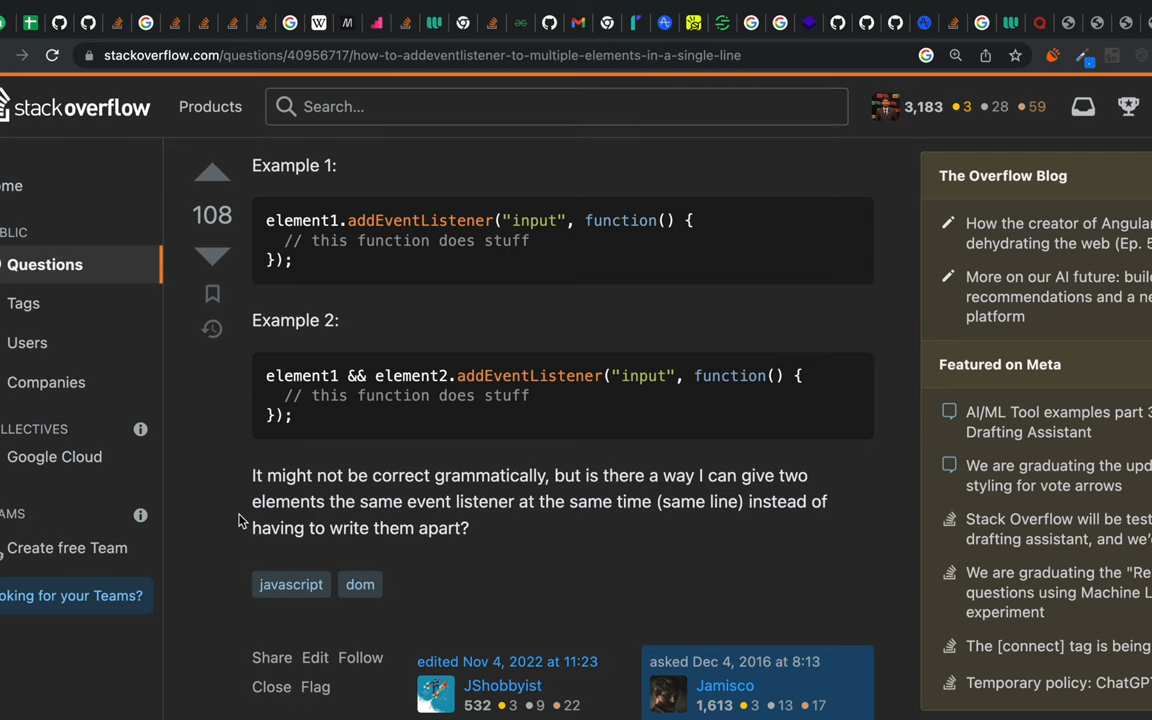 stackoverflow.com/questions/40956717/how-to-addeventlistener-to-multiple-elements-in-a-single-line
stackoverflow
Products
Search...
3,183
3
28
59
ome
BLIC
Questions
Tags
Users
Companies
LLECTIVES
Google Cloud
AMS
Create free Team
oking for your Teams?
108
Example 1:
element1.addEventListener("input", function() {
// this function does stuff
});
Example 2:
element1 && element2.addEventListener("input", function() {
// this function does stuff
});
It might not be correct grammatically, but is there a way I can give two
elements the same event listener at the same time (same line) instead of
having to write them apart?
javascript
dom
Share Edit Follow
Close Flag
edited Nov 4, 2022 at 11:23
JShobbyist
532 3 9 22
asked Dec 4, 2016 at 8:13
Jamisco
1,613 3 13 17
The Overflow Blog
How the creator of Angular
dehydrating the web (Ep. 5
More on our AI future: buil
recommendations and a ne
platform
Featured on Meta
AI/ML Tool examples part 3
Drafting Assistant
We are graduating the upd
styling for vote arrows
Stack Overflow will be test
drafting assistant, and we'
We are graduating the "Re
questions using Machine L
experiment
The [connect] tag is being
Temporary policy: ChatGPT